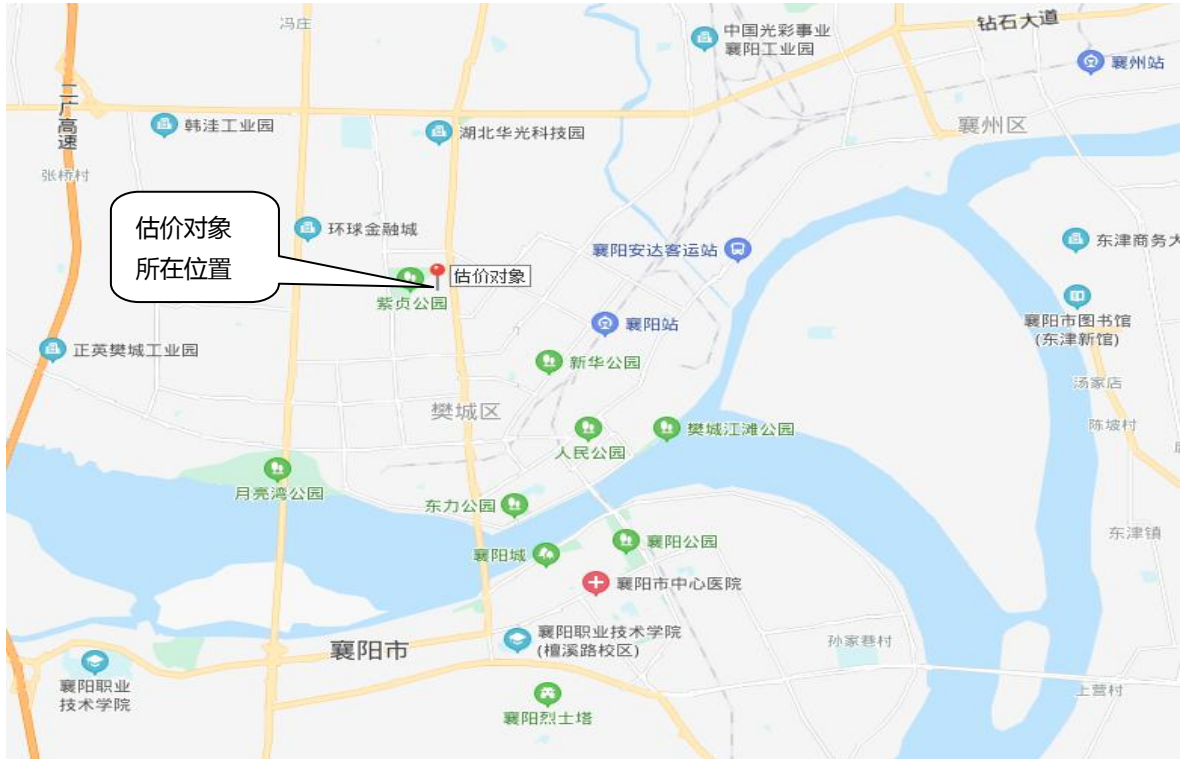 冯庄
中国光彩事业
襄阳工业园
钻石大道
襄州站
二广高速
韩洼工业园
湖北华光科技园
襄州区
张桥村
估价对象
所在位置
环球金融城
襄阳安达客运站
东津商务大
估价对象
紫贞公园
襄阳站
襄阳市图书馆
(东津新馆)
正英樊城工业园
新华公园
汤家店
樊城区
陈坡村
人民公园
樊城江滩公园
月亮湾公园
东力公园
东津镇
襄阳城
襄阳公园
襄阳市中心医院
襄阳市
襄阳职业技术学院
(檀溪路校区)
孙家巷村
襄阳职业
技术学院
上营村
襄阳烈士塔